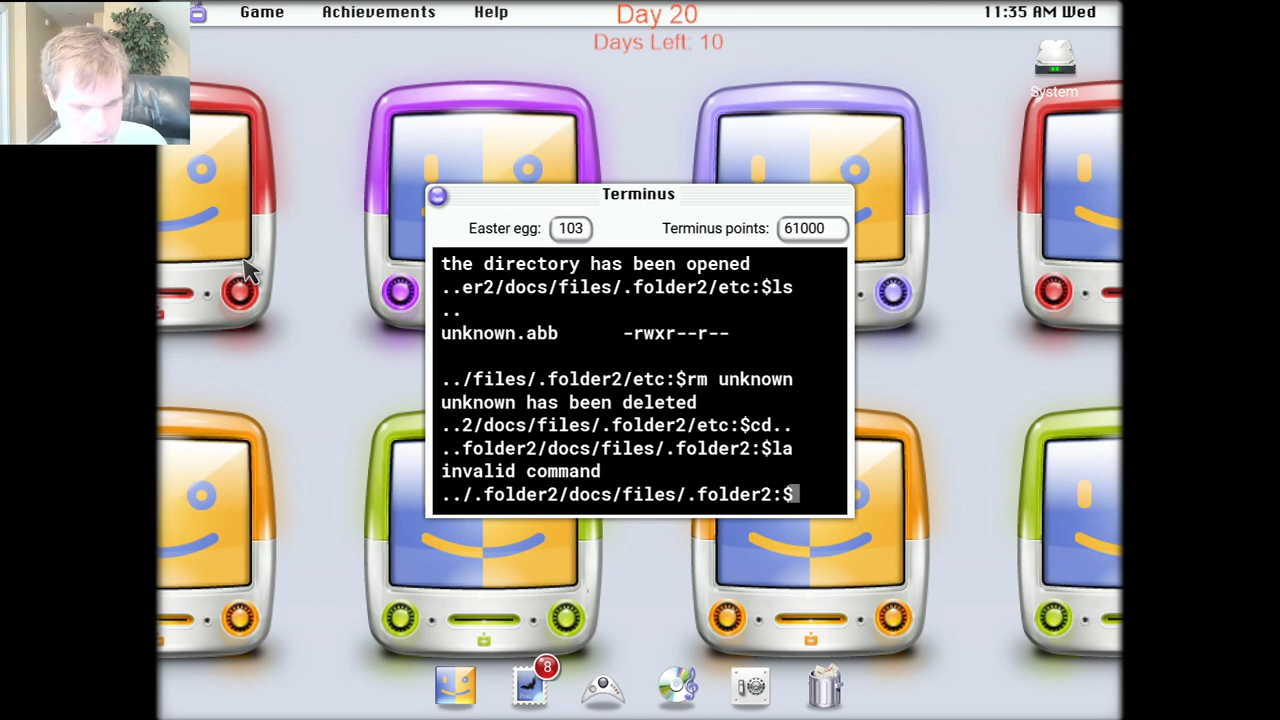 Game Achievements Help Day 20 11:35 AM Wed
Days Left: 10
System
Terminus
Easter egg: 103 Terminus points: 61000
the directory has been opened
..er2/docs/files/.folder2/etc:$ls
..
unknown.abb -rwxr--r--
../files/.folder2/etc:$rm unknown
unknown has been deleted
..2/docs/files/.folder2/etc:$cd..
..folder2/docs/files/.folder2:$la
invalid command
../.folder2/docs/files/.folder2:$
8